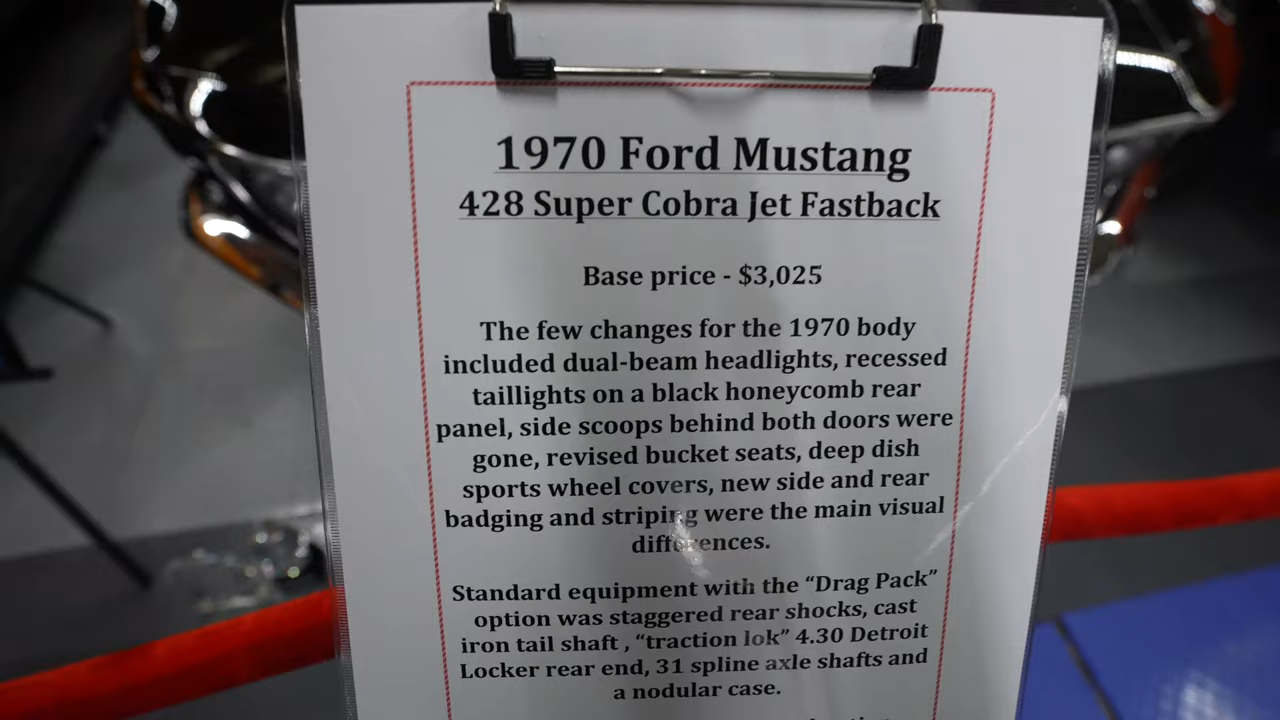 1970 Ford Mustang
428 Super Cobra Jet Fastback
Base price - $3,025
The few changes for the 1970 body
included dual-beam headlights, recessed
taillights on a black honeycomb rear
panel, side scoops behind both doors were
gone, revised bucket seats, deep dish
sports wheel covers, new side and rear
badging and striping were the main visual
differences.
Standard equipment with the “Drag Pack”
option was staggered rear shocks, cast
iron tail shaft , “traction lok” 4.30 Detroit
Locker rear end, 31 spline axle shafts and
a nodular case.